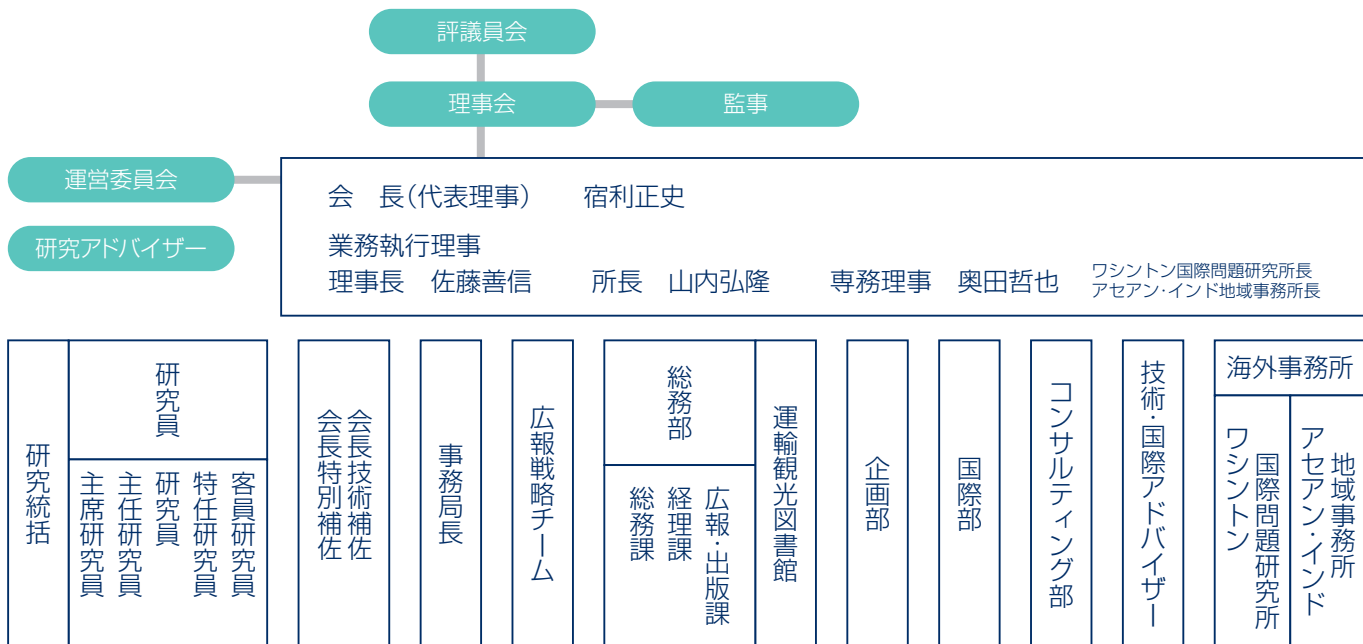 評議員会
理事会
監事
運営委員会
研究アドバイザー
会　長（代表理事）　宿利正史
業務執行理事
理事長　佐藤善信　所長　山内弘隆　専務理事　奥田哲也
ワシントン国際問題研究所長
アセアン・インド地域事務所長
研究統括
研究員
主席研究員
主任研究員
研究員
特任研究員
客員研究員
会長特別補佐
会長技術補佐
事務局長
広報戦略チーム
総務部
総務課
経理課
広報・出版課
運輸観光図書館
企画部
国際部
コンサルティング部
技術・国際アドバイザー
海外事務所
ワシントン
国際問題研究所
アセアン・インド
地域事務所